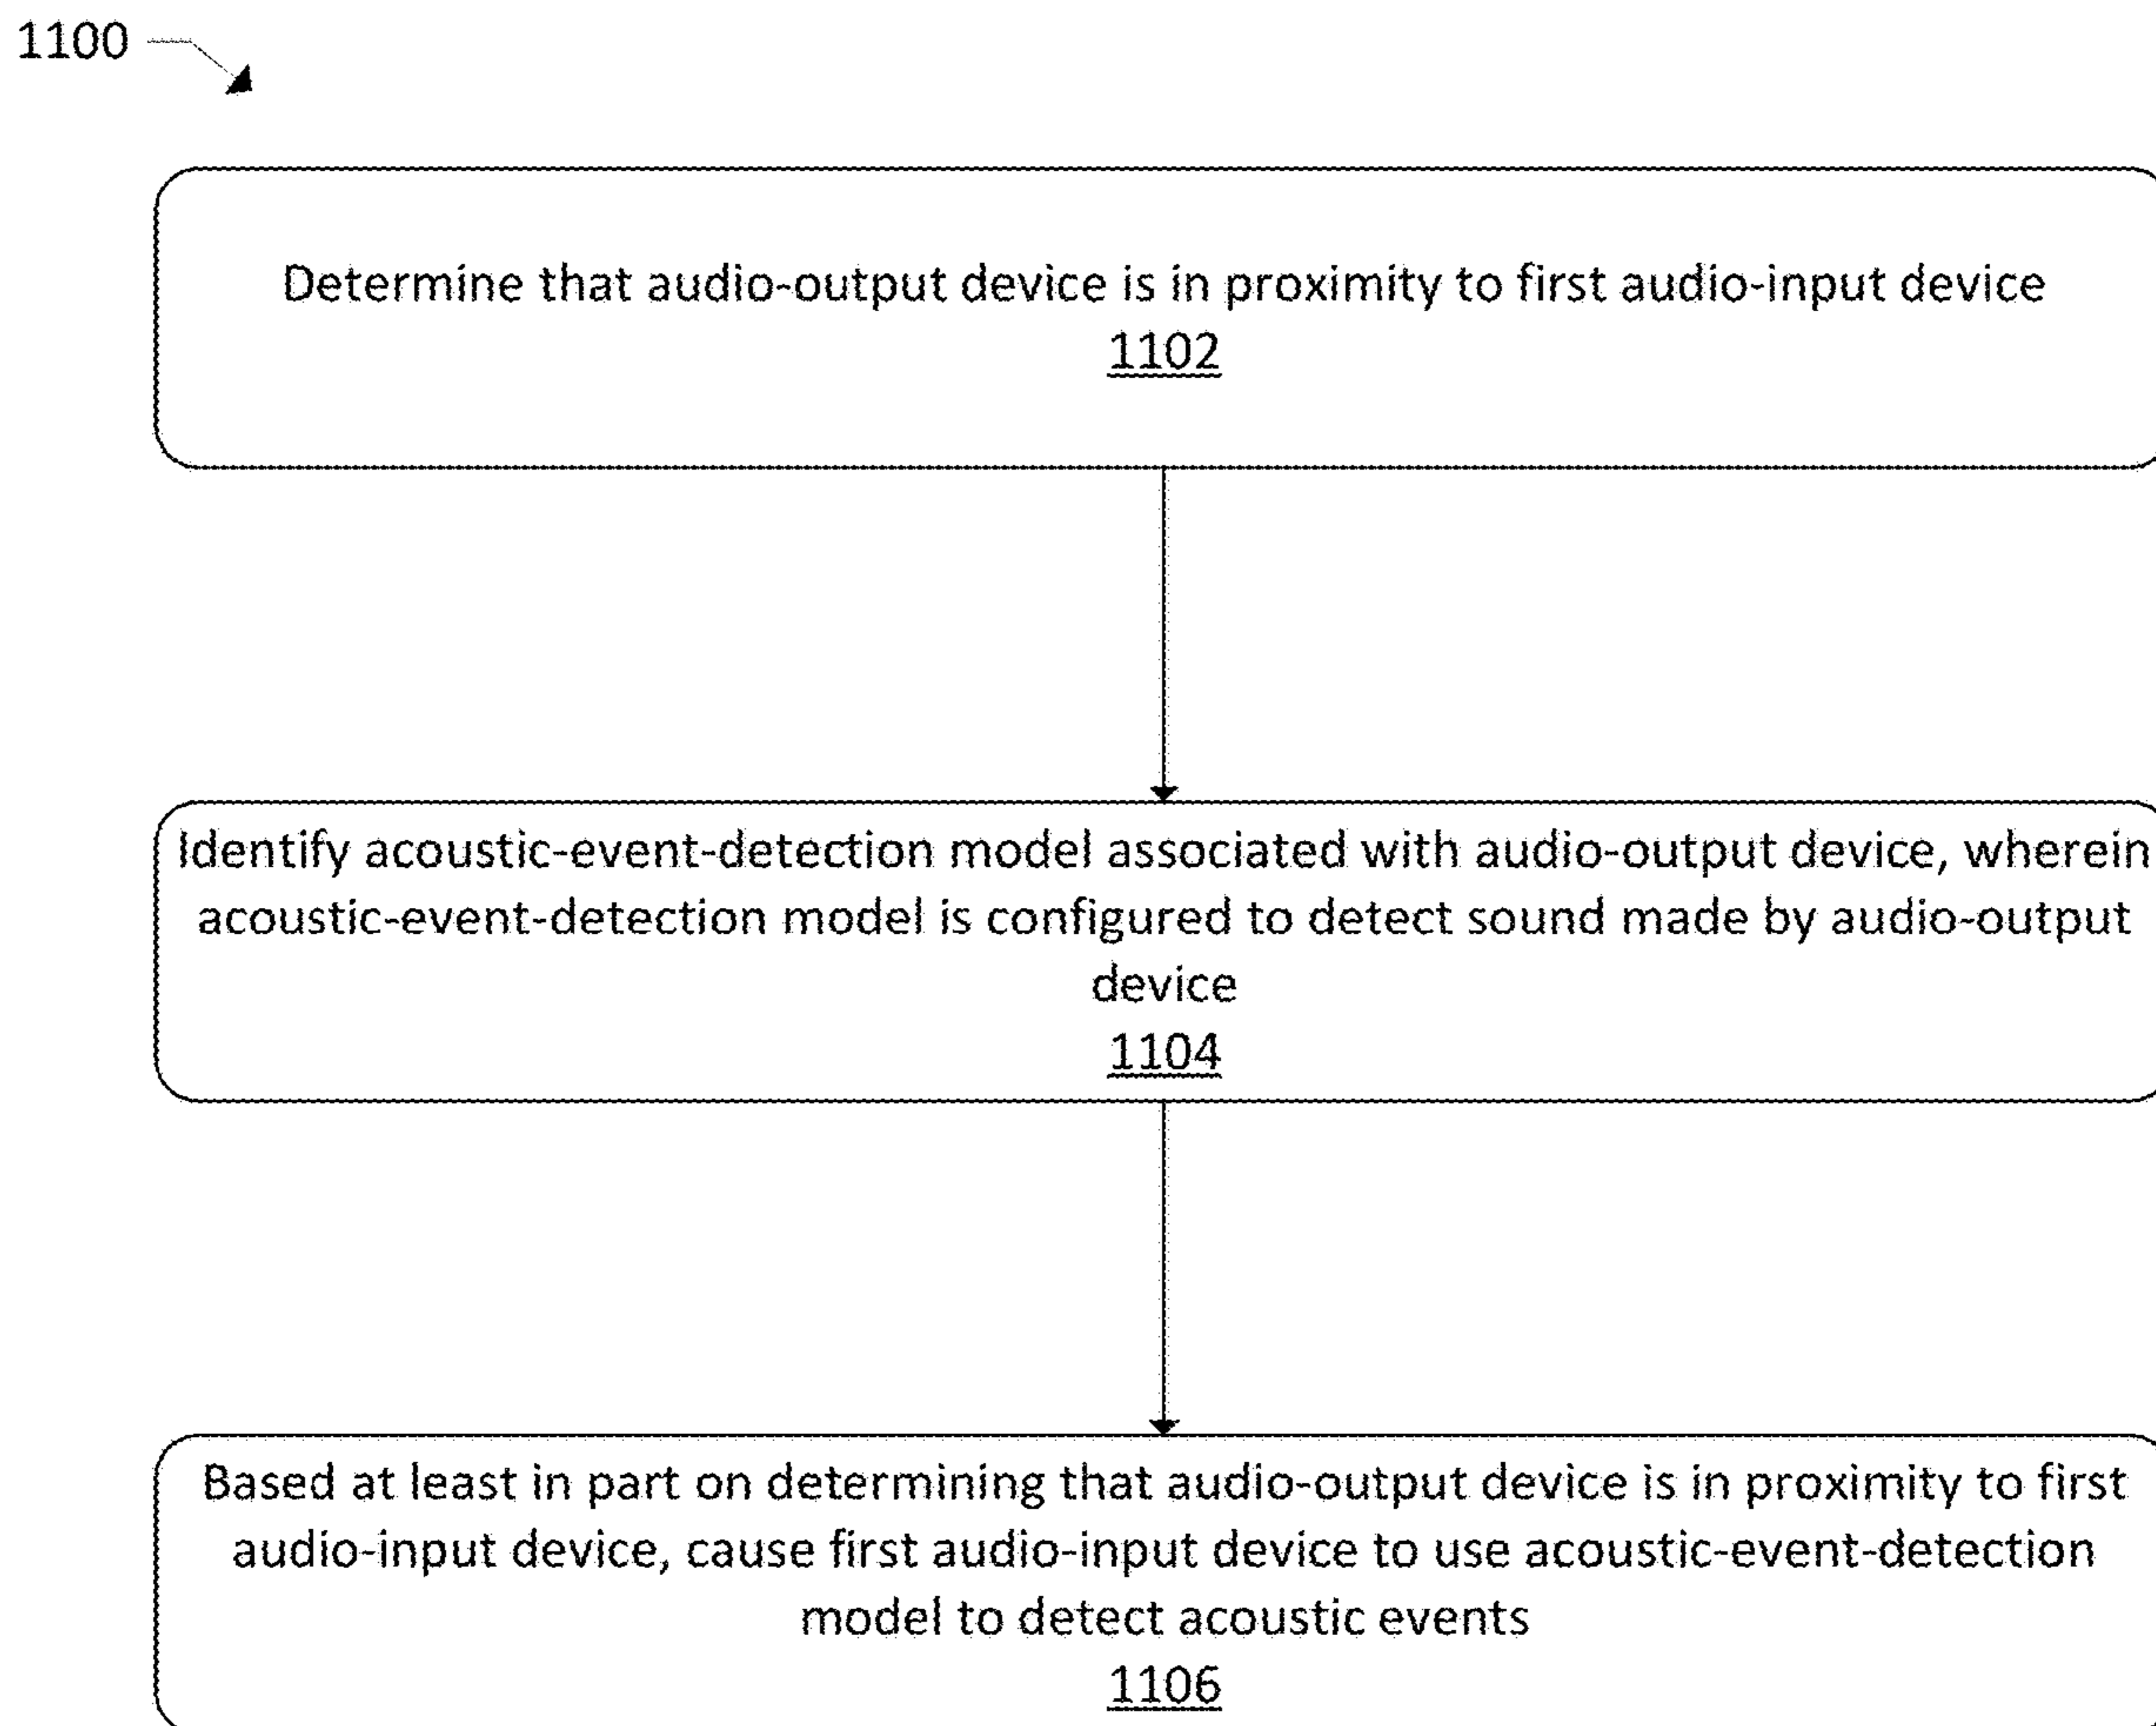 1100
Determine that audio-output device is in proximity to first audio-input device
1102
Identify acoustic-event-detection model associated with audio-output device, wherein
acoustic-event-detection model is configured to detect sound made by audio-output
device
1104
Based at least in part on determining that audio-output device is in proximity to first
audio-input device, cause first audio-input device to use acoustic-event-detection
model to detect acoustic events
1106